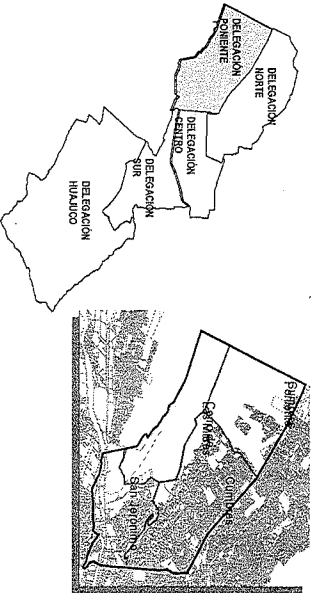 DELEGACIÓN
NORTE
DELEGACIÓN
PONIENTE
DELEGACIÓN
CENTRO
DELEGACIÓN
SUR
DELEGACIÓN
HUAJUCO
Cumbres
San Jerónimo